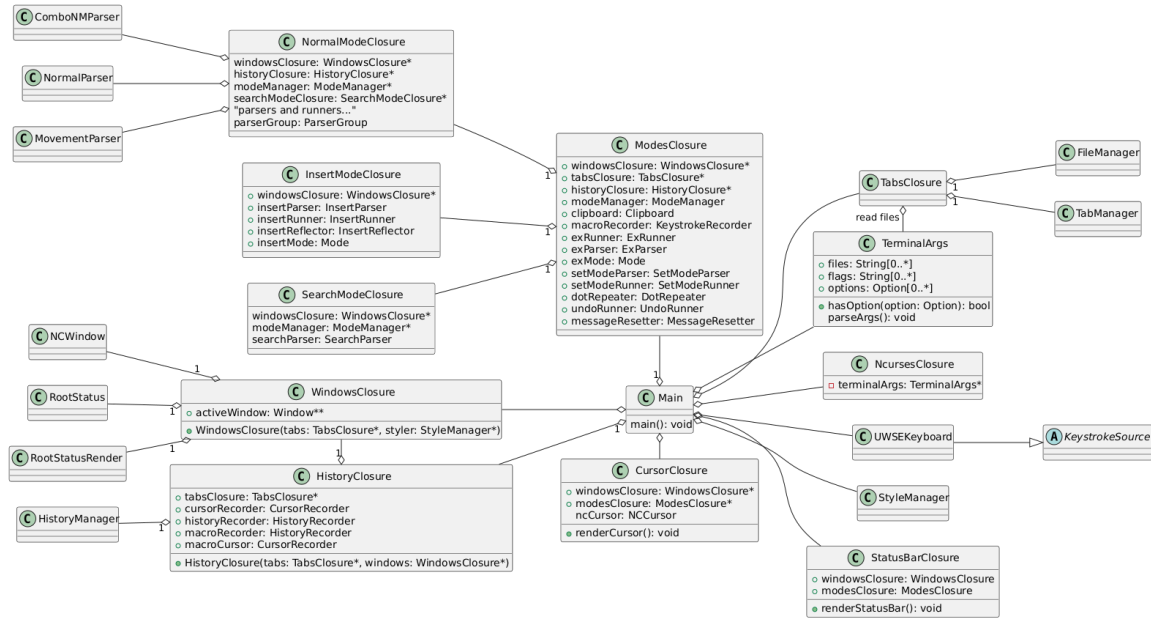 C ComboNMParser
C NormalParser
C MovementParser
C NormalModeClosure
windowsClosure: WindowsClosure*
historyClosure: HistoryClosure*
modeManager: ModeManager*
searchModeClosure: SearchModeClosure*
"parsers and runners..."
parserGroup: ParserGroup
C InsertModeClosure
windowsClosure: WindowsClosure*
insertParser: InsertParser
insertRunner: InsertRunner
insertReflector: InsertReflector
insertMode: Mode
C SearchModeClosure
windowsClosure: WindowsClosure*
modeManager: ModeManager*
searchParser: SearchParser
1
1
1
C ModesClosure
windowsClosure: WindowsClosure*
tabsClosure: TabsClosure*
historyClosure: HistoryClosure*
modeManager: ModeManager
clipboard: Clipboard
macroRecorder: KeystrokeRecorder
exRunner: ExRunner
exParser: ExParser
exMode: Mode
setModeParser: SetModeParser
setModeRunner: SetModeRunner
dotRepeater: DotRepeater
undoRunner: UndoRunner
messageResetter: MessageResetter
1
C TabsClosure
1
1
C FileManager
C TabManager
read files
C TerminalArgs
files: String[0..*]
flags: String[0..*]
options: Option[0..*]
hasOption(option: Option): bool
parseArgs(): void
C NCWindow
C RootStatus
C RootStatusRender
1
1
1
C WindowsClosure
activeWindow: Window**
WindowsClosure(tabs: TabsClosure*, styler: StyleManager*)
1
C Main
main(): void
1
C NcursesClosure
terminalArgs: TerminalArgs*
C UWSEKeyboard
A KeystrokeSource
C HistoryManager
1
C HistoryClosure
tabsClosure: TabsClosure*
cursorRecorder: CursorRecorder
historyRecorder: HistoryRecorder
macroRecorder: HistoryRecorder
macroCursor: CursorRecorder
HistoryClosure(tabs: TabsClosure*, windows: WindowsClosure*)
C CursorClosure
windowsClosure: WindowsClosure*
modesClosure: ModesClosure*
ncCursor: NCCursor
renderCursor(): void
C StyleManager
C StatusBarClosure
windowsClosure: WindowsClosure
modesClosure: ModesClosure
renderStatusBar(): void